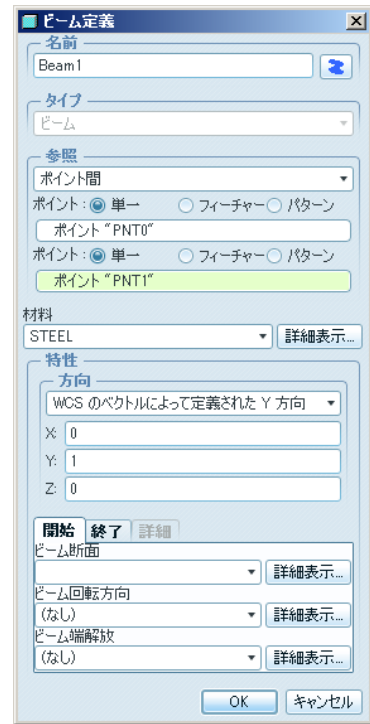 ビーム定義
名前
Beam1
タイプ
ビーム
参照
ポイント間
ポイント: 単一 フィーチャー パターン
ポイント "PNT0"
ポイント: 単一 フィーチャー パターン
ポイント "PNT1"
材料
STEEL 詳細表示...
特性
方向
WCS のベクトルによって定義された Y 方向
X: 0
Y: 1
Z: 0
開始 終了 詳細
ビーム断面
詳細表示...
ビーム回転方向
(なし) 詳細表示...
ビーム端解放
(なし) 詳細表示...
OK キャンセル